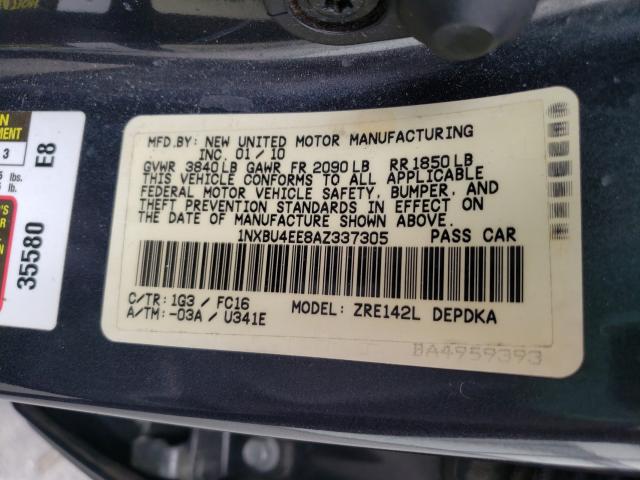 MFD.BY: NEW UNITED MOTOR MANUFACTURING
INC. 01/10
GVWR 3840LB GAWR FR 2090 LB RR 1850 LB
THIS VEHICLE CONFORMS TO ALL APPLICABLE
FEDERAL MOTOR VEHICLE SAFETY, BUMPER, AND
THEFT PREVENTION STANDARDS IN EFFECT ON
THE DATE OF MANUFACTURE SHOWN ABOVE.
1NXBU4EE8AZ337305 PASS CAR
C/TR: 1G3 / FC16
A/TM: -03A / U341E
MODEL: ZRE142L DEPDKA
BA4959393
E8
35580
3
lbs.
lb.